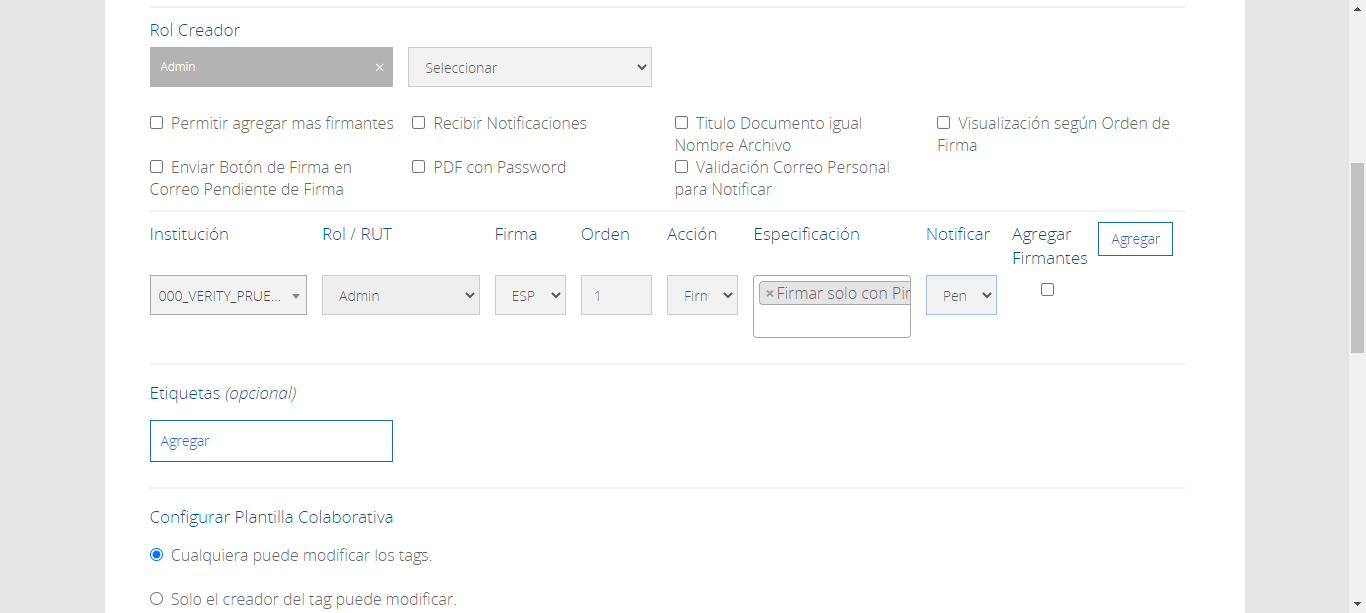 Rol Creador
Admin ×
Seleccionar
Permitir agregar mas firmantes
Recibir Notificaciones
Titulo Documento igual
Nombre Archivo
Visualización según Orden de
Firma
Enviar Botón de Firma en
Correo Pendiente de Firma
PDF con Password
Validación Correo Personal
para Notificar
Institución
Rol / RUT
Firma
Orden
Acción
Especificación
Notificar
Agregar
Firmantes
Agregar
000_VERITY_PRUE...
Admin
ESP
1
Firn
×Firmar solo con Pin
Pen
Etiquetas (opcional)
Agregar
Configurar Plantilla Colaborativa
Cualquiera puede modificar los tags.
Solo el creador del tag puede modificar.